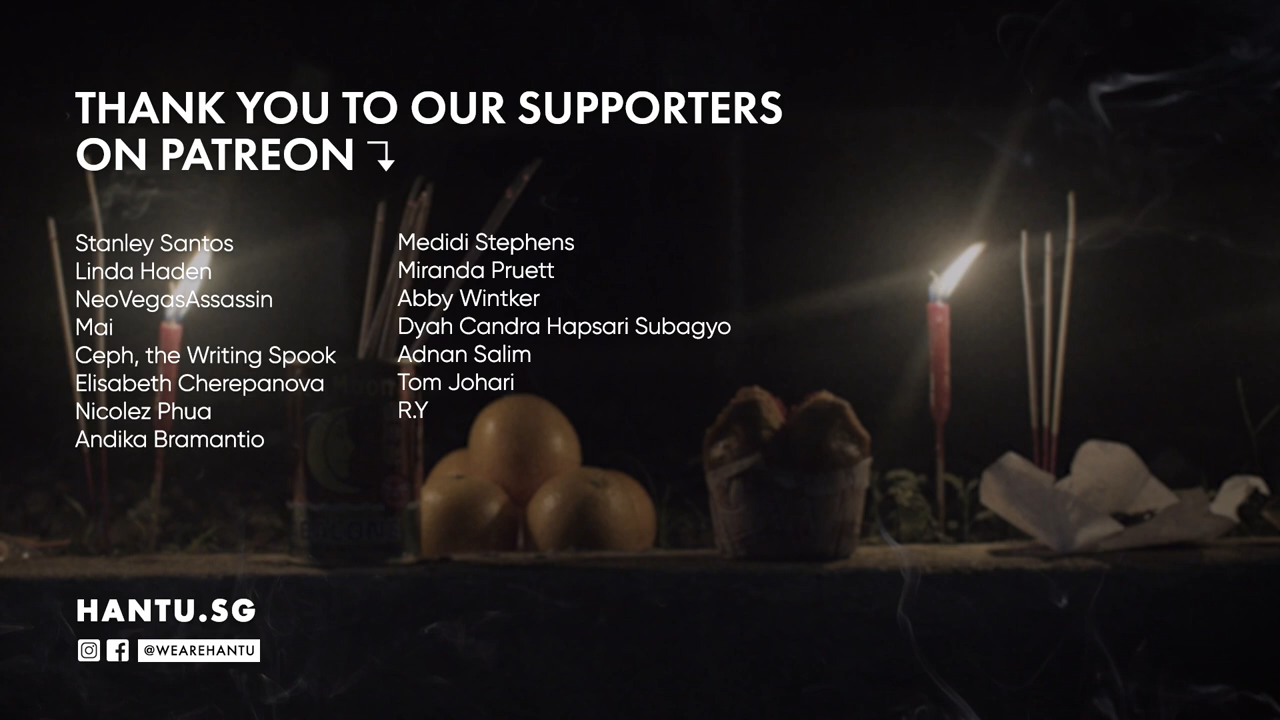 THANK YOU TO OUR SUPPORTERS
ON PATREON
Stanley Santos
Linda Haden
NeoVegasAssassin
Mai
Ceph, the Writing Spook
Elisabeth Cherepanova
Nicolez Phua
Andika Bramantio
Medidi Stephens
Miranda Pruett
Abby Wintker
Dyah Candra Hapsari Subagyo
Adnan Salim
Tom Johari
R.Y
HANTU.SG
@WEAREHANTU